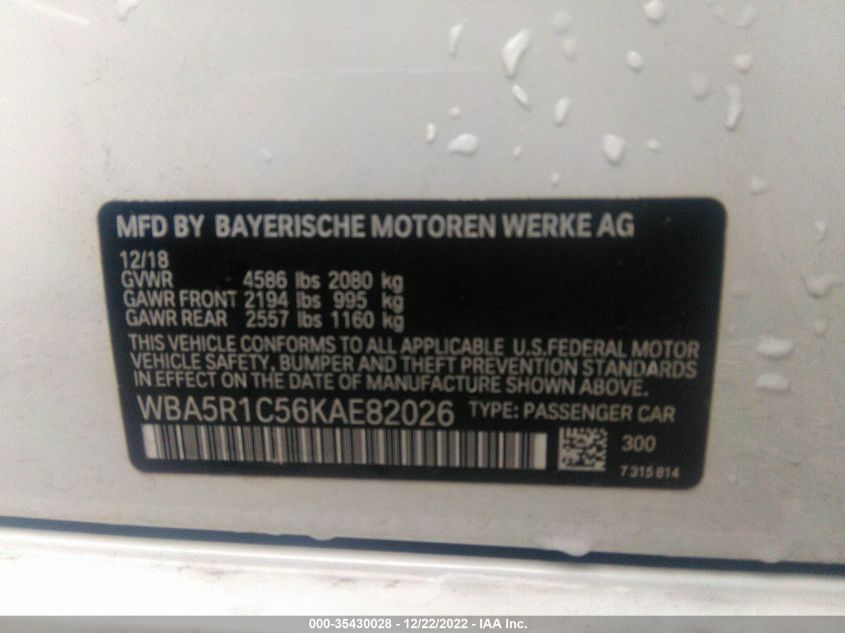 MFD BY BAYERISCHE MOTOREN WERKE AG
12/18
GVWR 4586 lbs 2080 kg
GAWR FRONT 2194 lbs 995 kg
GAWR REAR 2557 lbs 1160 kg
THIS VEHICLE CONFORMS TO ALL APPLICABLE U.S.FEDERAL MOTOR
VEHICLE SAFETY, BUMPER AND THEFT PREVENTION STANDARDS
IN EFFECT ON THE DATE OF MANUFACTURE SHOWN ABOVE.
WBA5R1C56KAE82026 TYPE: PASSENGER CAR
300
7315814
000-35430028 - 12/22/2022 - IAA Inc.